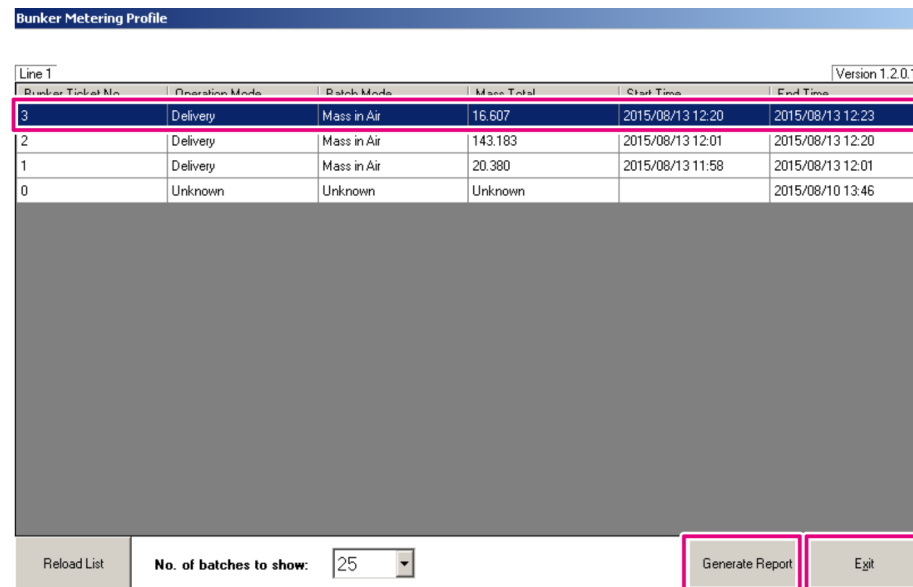 Bunker Metering Profile
Line 1 Version 1.2.0.1
Bunker Ticket No Operation Mode Batch Mode Mass Total Start Time End Time
3 Delivery Mass in Air 16.607 2015/08/13 12:20 2015/08/13 12:23
2 Delivery Mass in Air 143.183 2015/08/13 12:01 2015/08/13 12:20
1 Delivery Mass in Air 20.380 2015/08/13 11:58 2015/08/13 12:01
0 Unknown Unknown Unknown 2015/08/10 13:46
Reload List No. of batches to show: 25 Generate Report Exit